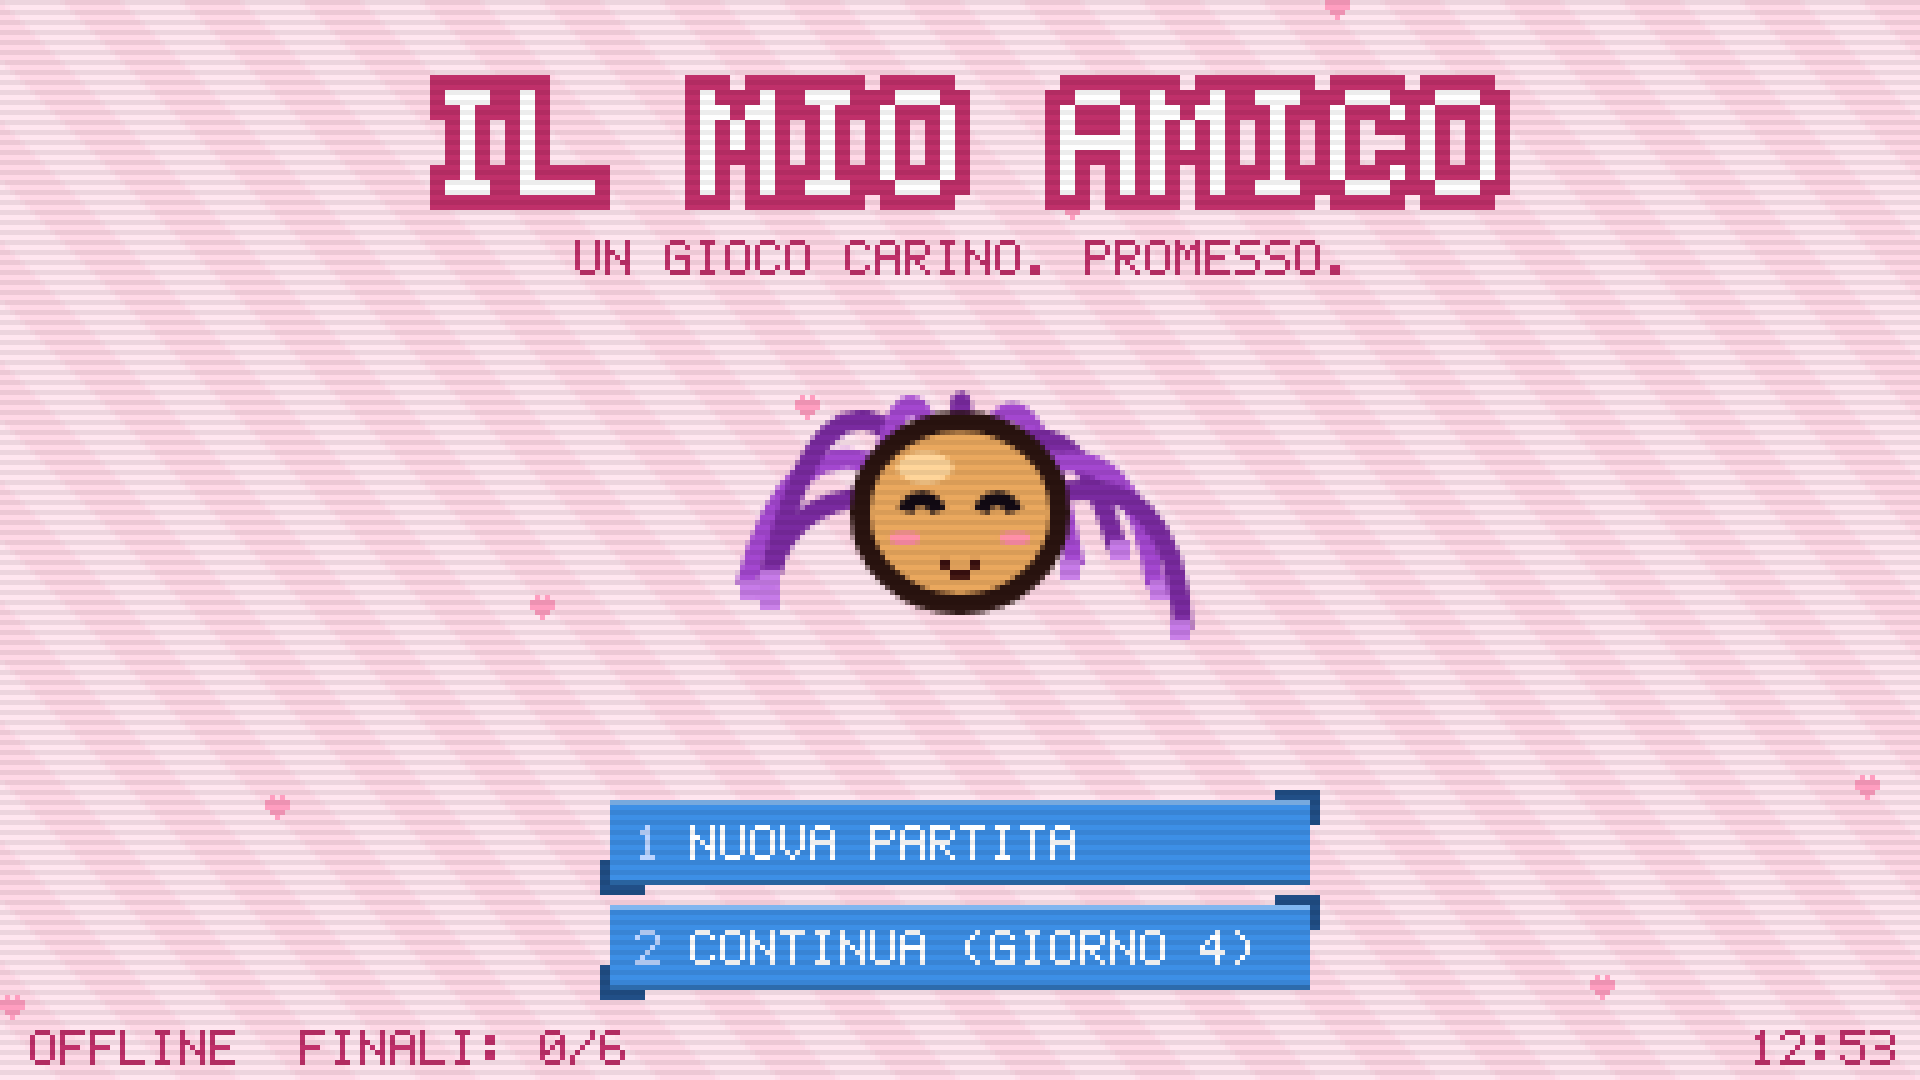 IL MIO AMICO
UN GIOCO CARINO. PROMESSO.
1 NUOVA PARTITA
2 CONTINUA (GIORNO 4)
OFFLINE FINALI: 0/6
12:53